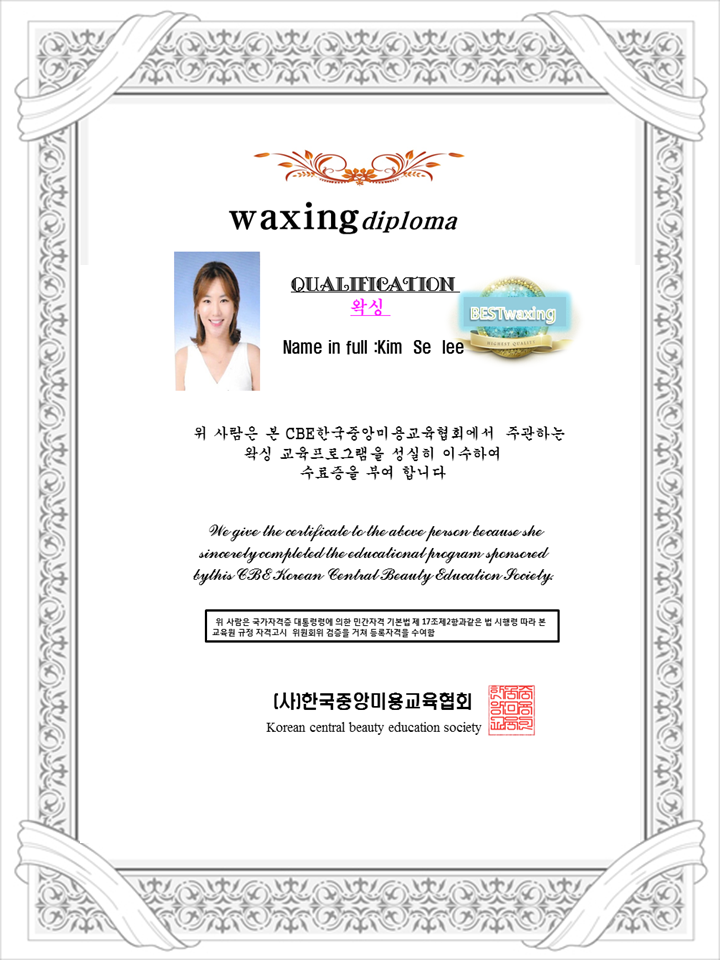 waxing diploma
QUALIFICATION
왁싱
BESTwaxing
HIGHEST QUALITY
Name in full :Kim Se lee
위 사람은 본 CBE한국중앙미용교육협회에서 주관하는
왁싱 교육프로그램을 성실히 이수하여
수료증을 부여 합니다
We give the certificate to the above person because she
sincerely completed the educational program sponsored
bythis CBE Korean Central Beauty Education Society.
위 사람은 국가자격증 대통령령에 의한 민간자격 기본법 제 17조제2항과같은 법 시행령 따라 본
교육원 규정 자격고시 위원회위 검증을 거쳐 등록자격을 수여함
(사)한국중앙미용교육협회
Korean central beauty education society